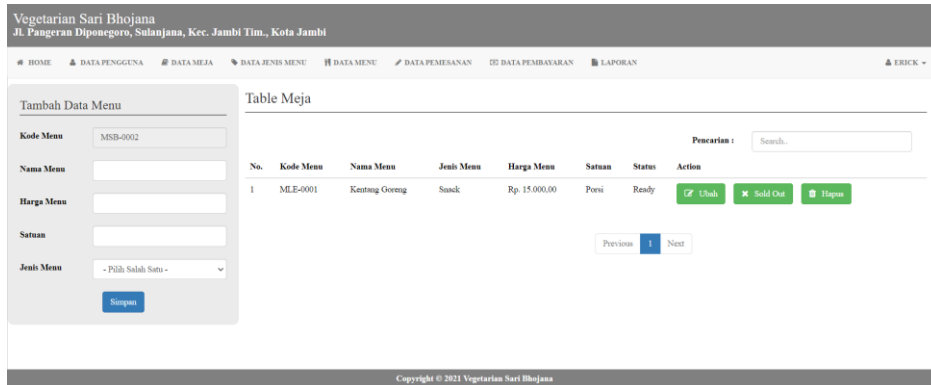 Vegetarian Sari Bhojana
Jl. Pangeran Diponegoro, Sulanjana, Kec. Jambi Tim., Kota Jambi
HOME DATA PENGGUNA DATA MEJA DATA JENIS MENU DATA MENU DATA PEMESANAN DATA PEMBAYARAN LAPORAN ERICK
Tambah Data Menu
Kode Menu MSB-0002
Nama Menu
Harga Menu
Satuan
Jenis Menu - Pilih Salah Satu -
Simpan
Table Meja
Pencarian : Search..
No. Kode Menu Nama Menu Jenis Menu Harga Menu Satuan Status Action
1 MLE-0001 Kentang Goreng Snack Rp. 15.000,00 Porsi Ready Ubah Sold Out Hapus
Previous 1 Next
Copyright © 2021 Vegetarian Sari Bhojana